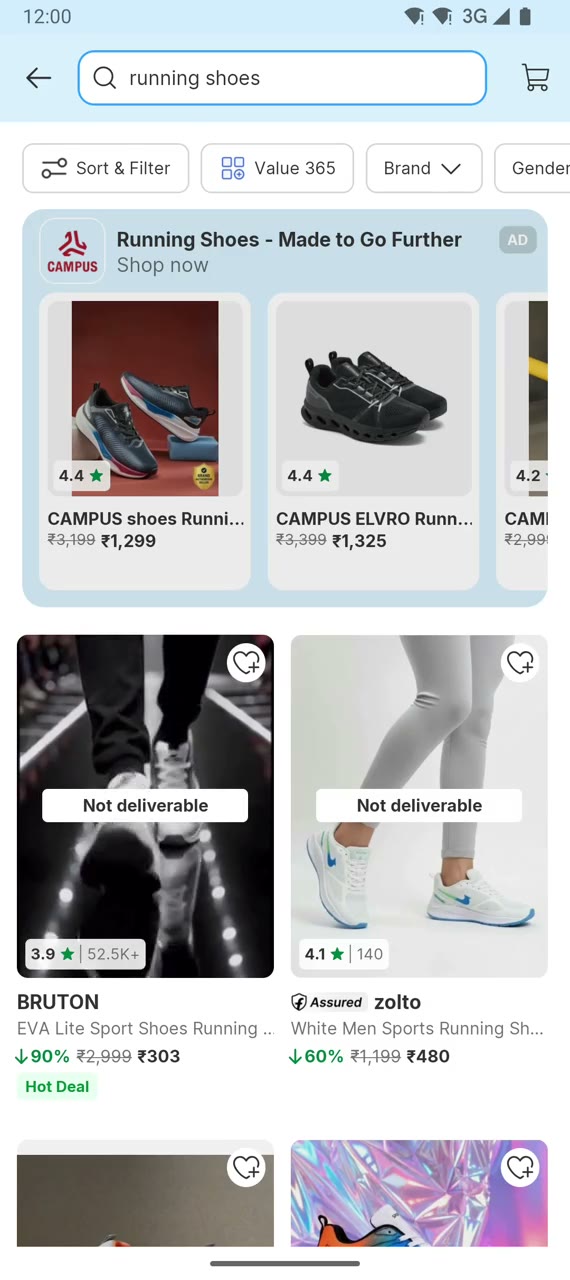 12:00
3G
running shoes
Sort & Filter
Value 365
Brand
Gender
CAMPUS
Running Shoes - Made to Go Further
AD
Shop now
4.4
4.4
4.2
CAMPUS shoes Runni...
CAMPUS ELVRO Runn...
₹3,199 ₹1,299
₹3,399 ₹1,325
Not deliverable
Not deliverable
3.9 | 52.5K+
4.1 | 140
BRUTON
Assured zolto
EVA Lite Sport Shoes Running ...
White Men Sports Running Sh...
↓90% ₹2,999 ₹303
↓60% ₹1,199 ₹480
Hot Deal